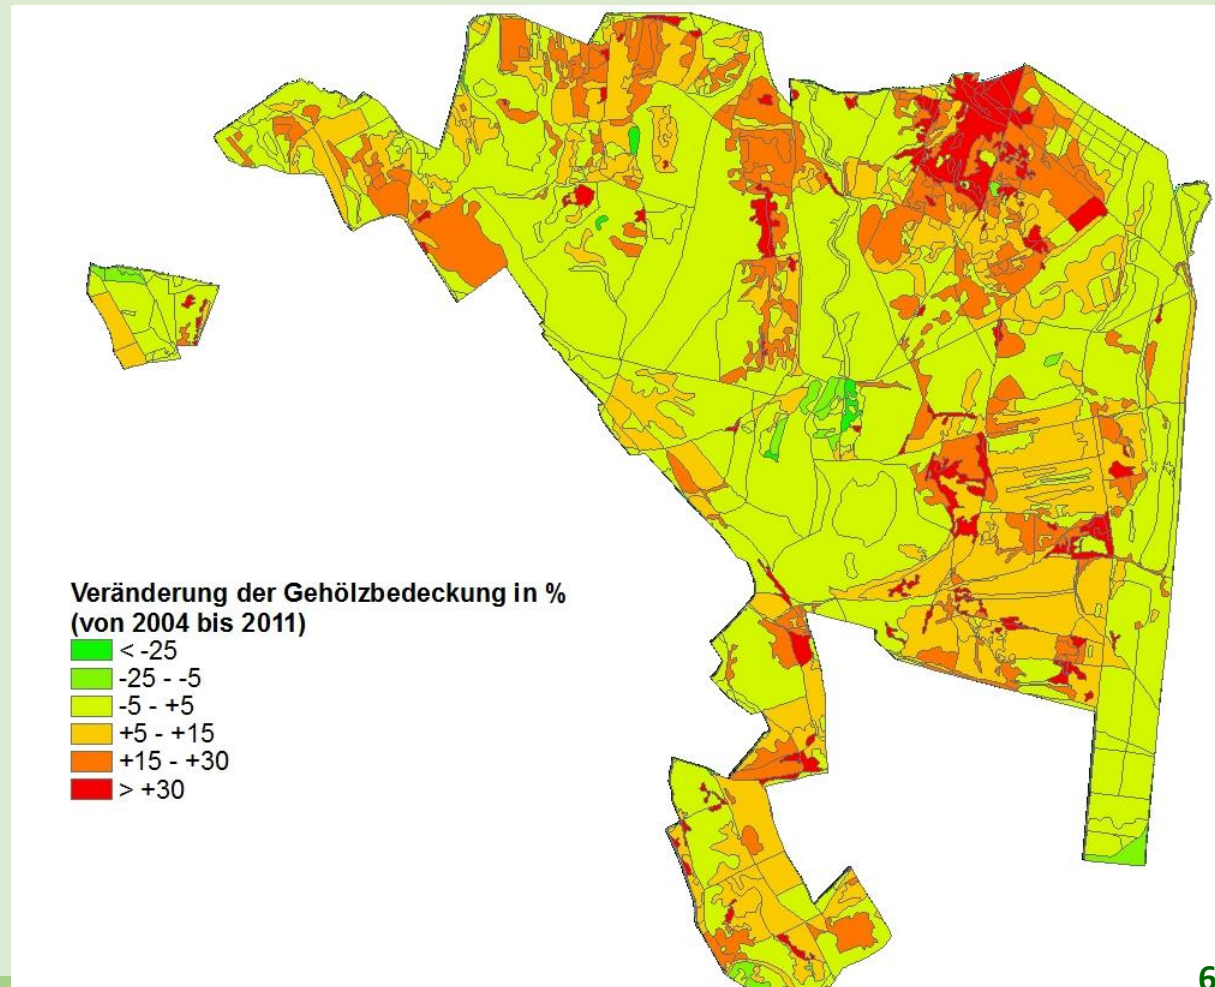 Veränderung der Gehölzbedeckung in %
(von 2004 bis 2011)
< -25
-25 - -5
-5 - +5
+5 - +15
+15 - +30
> +30
6